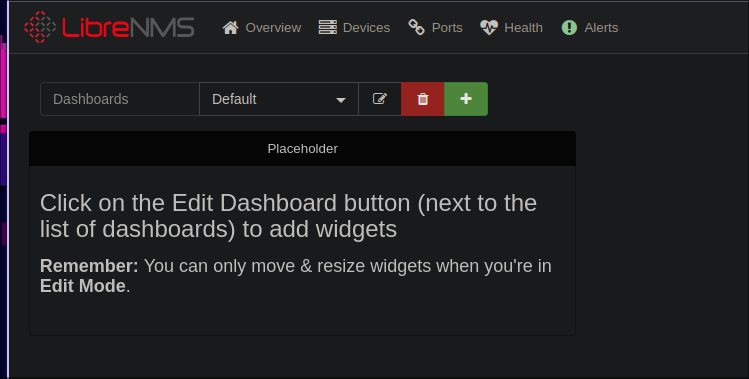 LibreNMS Overview Devices Ports Health Alerts
Dashboards Default
Placeholder
Click on the Edit Dashboard button (next to the
list of dashboards) to add widgets
Remember: You can only move & resize widgets when you're in
Edit Mode.